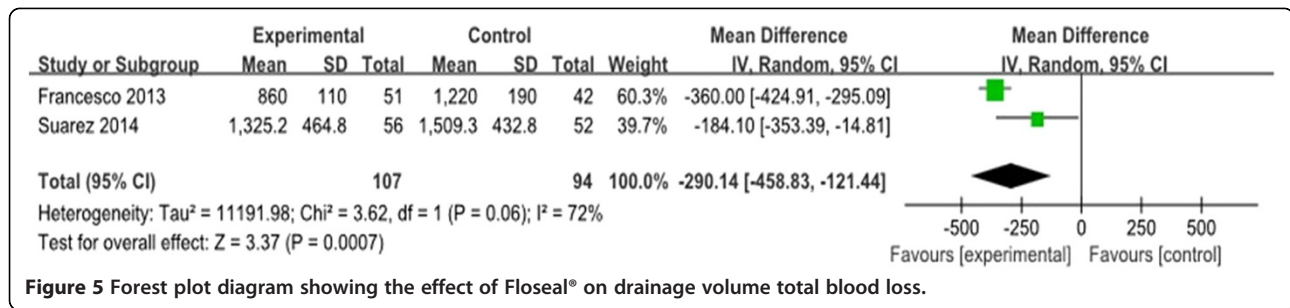 Experimental Control Mean Difference Mean Difference
Study or Subgroup Mean SD Total Mean SD Total Weight IV, Random, 95% CI IV, Random, 95% CI
Francesco 2013 860 110 51 1,220 190 42 60.3% -360.00 [-424.91, -295.09]
Suarez 2014 1,325.2 464.8 56 1,509.3 432.8 52 39.7% -184.10 [-353.39, -14.81]
Total (95% CI) 107 94 100.0% -290.14 [-458.83, -121.44]
Heterogeneity: Tau² = 11191.98; Chi² = 3.62, df = 1 (P = 0.06); I² = 72%
Test for overall effect: Z = 3.37 (P = 0.0007)
-500 -250 0 250 500
Favours [experimental] Favours [control]
Figure 5 Forest plot diagram showing the effect of Floseal® on drainage volume total blood loss.